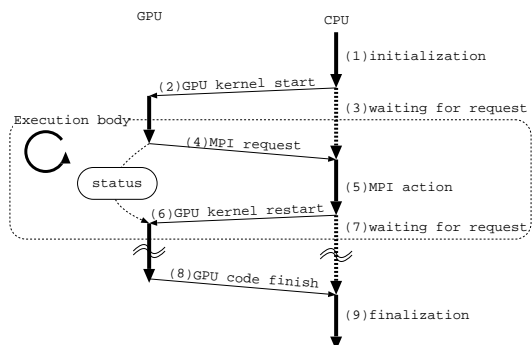 GPU
CPU
(1)initialization
(2)GPU kernel start
(3)waiting for request
Execution body
(4)MPI request
status
(5)MPI action
(6)GPU kernel restart
(7)waiting for request
(8)GPU code finish
(9)finalization